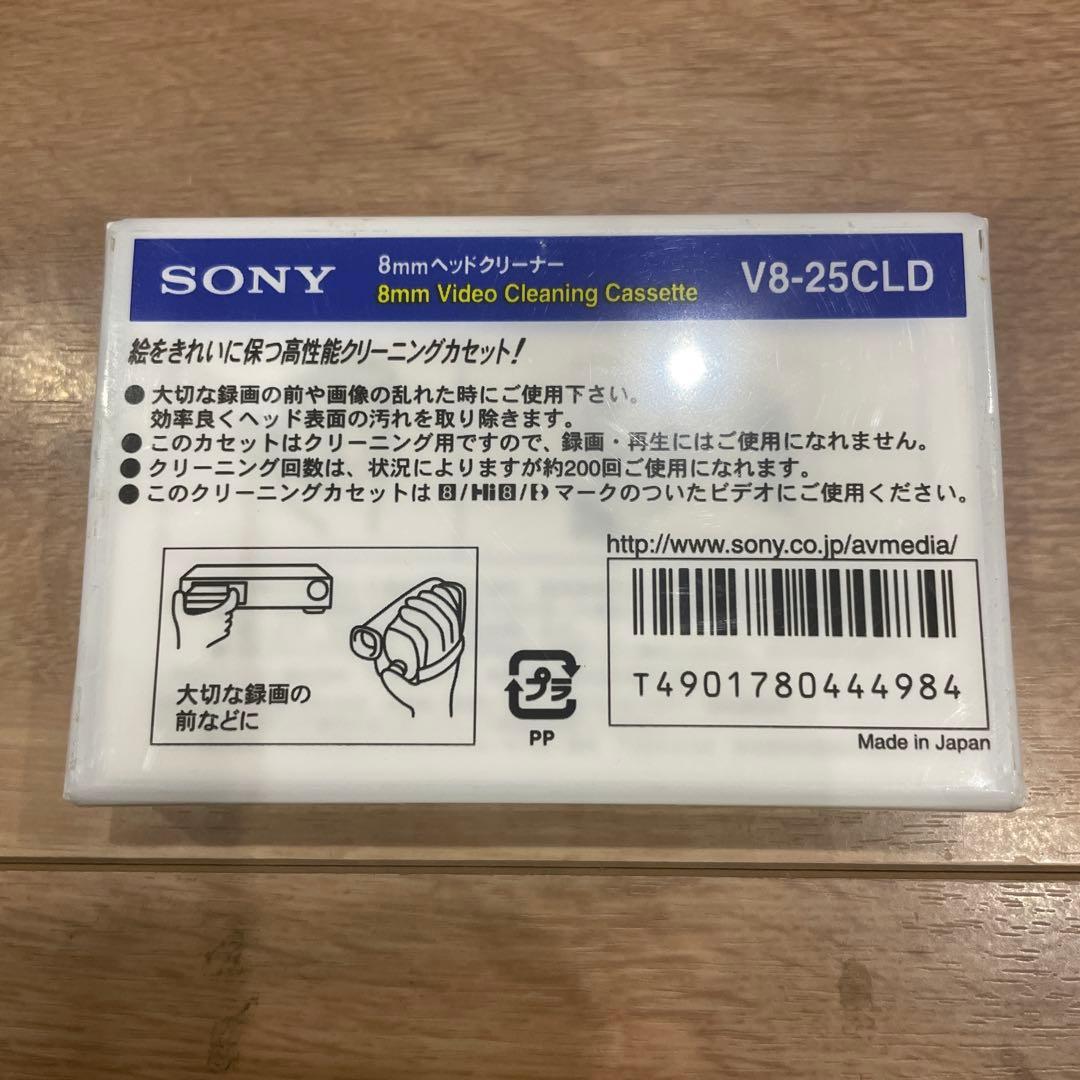 SONY
8mmヘッドクリーナー
8mm Video Cleaning Cassette
V8-25CLD
絵をきれいに保つ高性能クリーニングカセット!
● 大切な録画の前や画像の乱れた時にご使用下さい。
効率良くヘッド表面の汚れを取り除きます。
● このカセットはクリーニング用ですので、録画・再生にはご使用になれません。
● クリーニング回数は、状況によりますが約200回ご使用になれます。
● このクリーニングカセットは 8/Hi8/D マークのついたビデオにご使用ください。
http://www.sony.co.jp/avmedia/
T4901780444984
大切な録画の
前などに
プラ
PP
Made in Japan